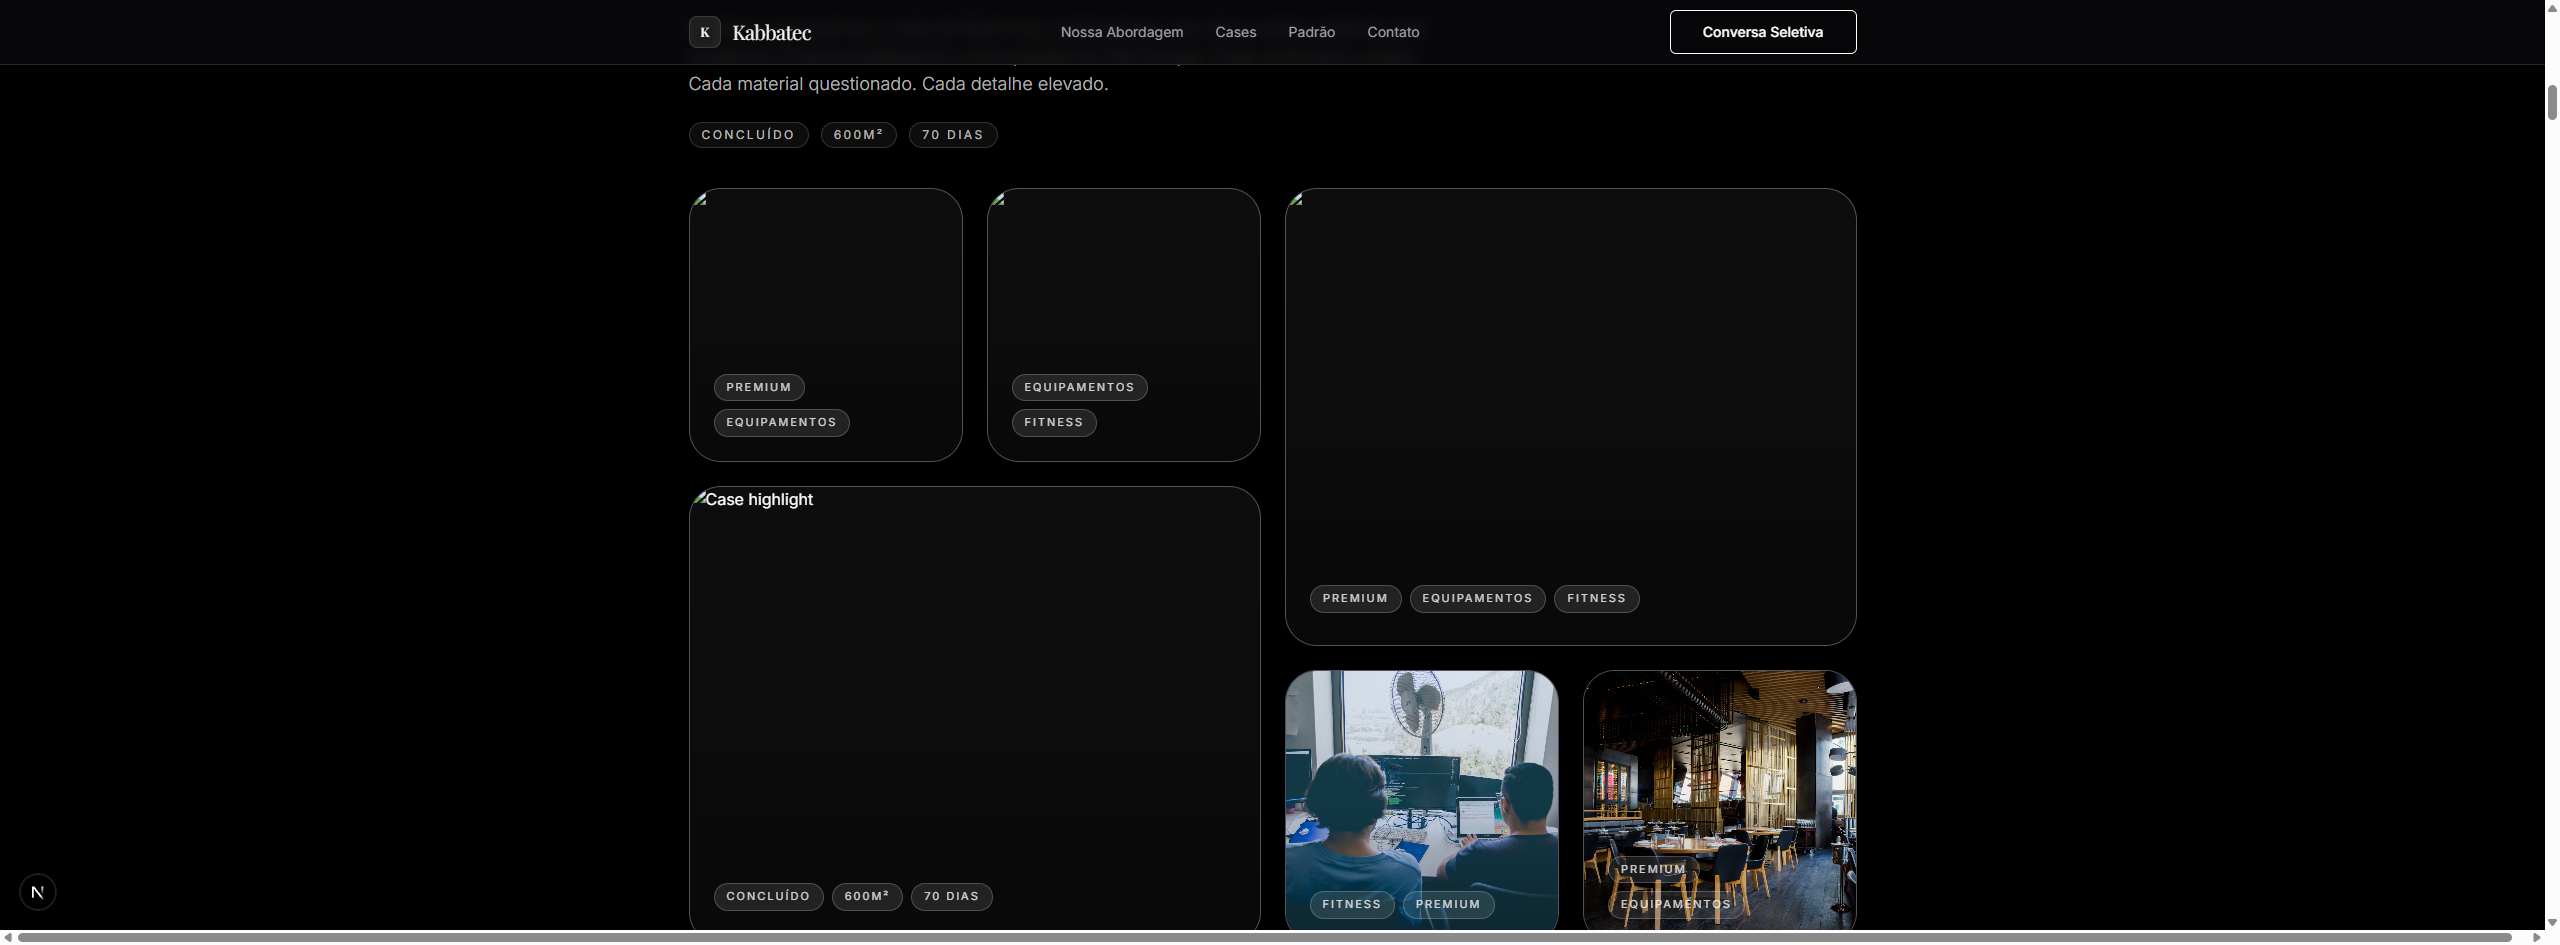 K
Kabbatec
Nossa Abordagem
Cases
Padrão
Contato
Conversa Seletiva
Cada material questionado. Cada detalhe elevado.
CONCLUÍDO
600M²
70 DIAS
PREMIUM
EQUIPAMENTOS
EQUIPAMENTOS
FITNESS
PREMIUM
EQUIPAMENTOS
FITNESS
Case highlight
CONCLUÍDO
600M²
70 DIAS
FITNESS
PREMIUM
PREMIUM
EQUIPAMENTOS
N